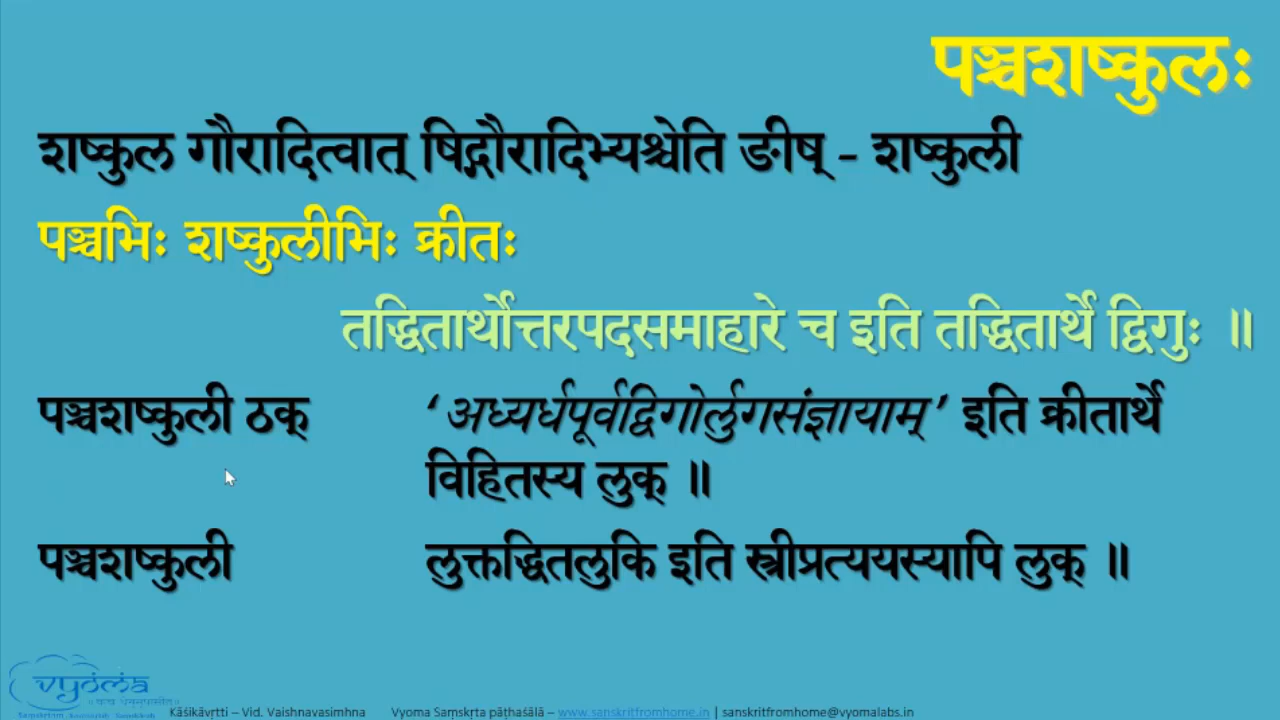 पञ्चशष्कुलः
शष्कुल गौरादित्वात् षिद्गौरादिभ्यश्चेति ङीष् - शष्कुली
पञ्चभिः शष्कुलीभिः क्रीतः
तद्धितार्थोत्तरपदसमाहारे च इति तद्धितार्थे द्विगुः ॥
पञ्चशष्कुली ठक् ‘अध्यर्धपूर्वद्विगोर्लुगसंज्ञायाम्’ इति क्रीतार्थे
विहितस्य लुक् ॥
पञ्चशष्कुली लुक्तद्धितलुकि इति स्त्रीप्रत्ययस्यापि लुक् ॥
vyoma
Kāśikāvṛtti – Vid. Vaishnavasimhna Vyoma Saṃskṛta pāṭhaśālā – www.sanskritfromhome.in | sanskritfromhome@vyomalabs.in